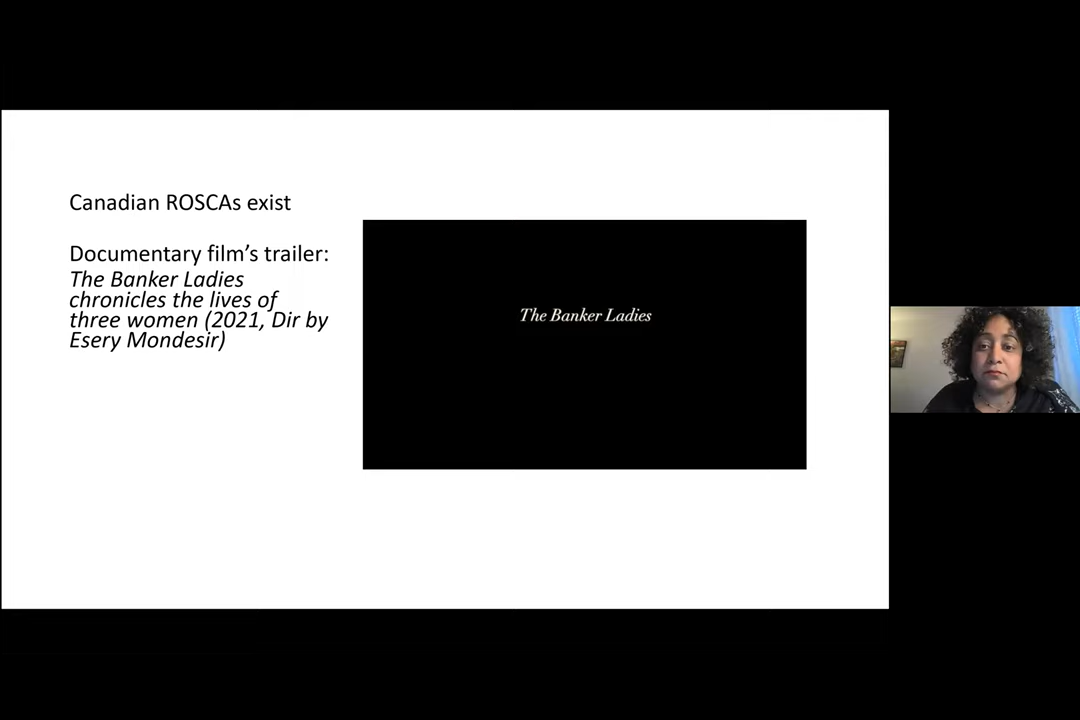 Canadian ROSCAs exist
Documentary film's trailer:
The Banker Ladies
chronicles the lives of
three women (2021, Dir by
Esery Mondesir)
The Banker Ladies